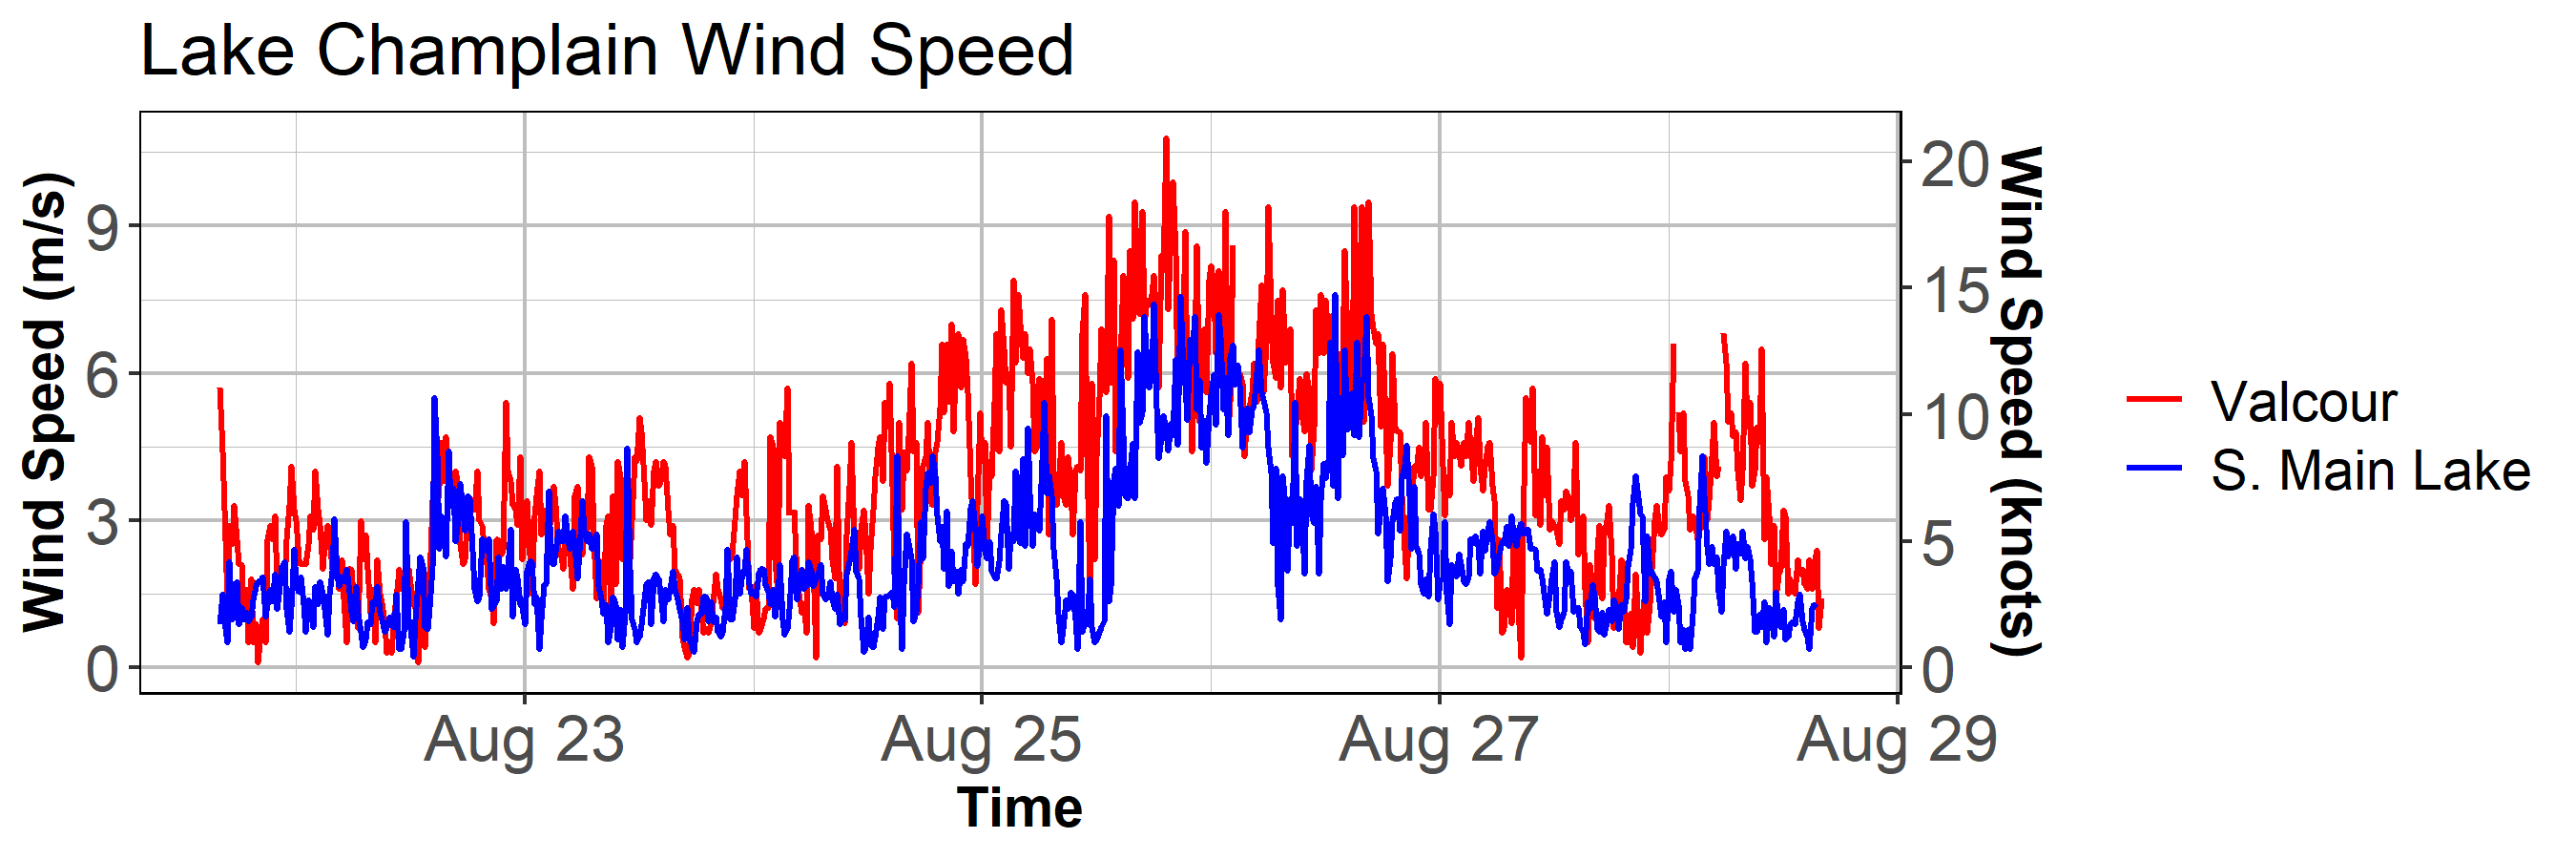 Lake Champlain Wind Speed
Wind Speed (m/s)
9
6
3
0
20
15
10
5
0
Wind Speed (knots)
Aug 23
Aug 25
Aug 27
Aug 29
Time
Valcour
S. Main Lake